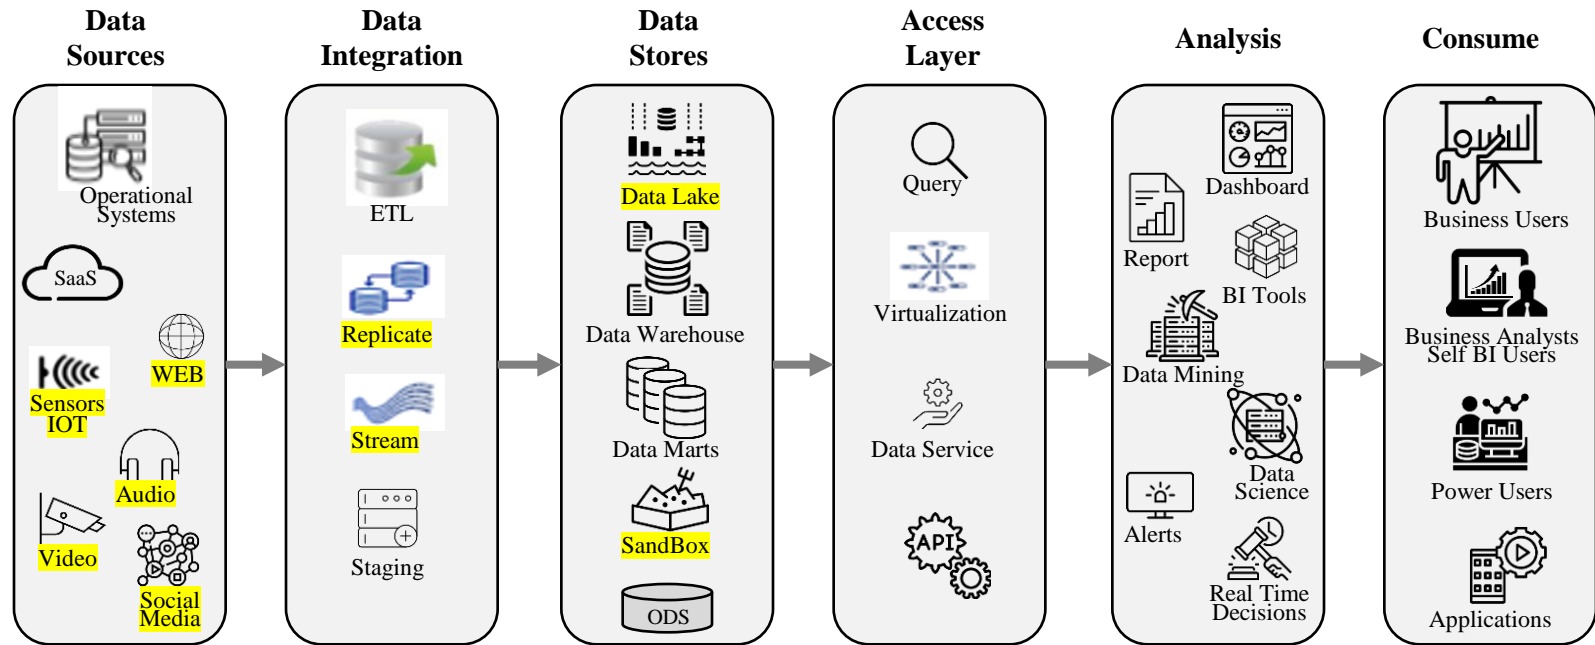 Data
Sources
Data
Integration
Data
Stores
Access
Layer
Analysis
Consume
Operational
Systems
SaaS
WEB
Sensors
IOT
Audio
Video
Social
Media
ETL
Replicate
Stream
Staging
Data Lake
Data Warehouse
Data Marts
SandBox
ODS
Query
Virtualization
Data Service
API
Dashboard
Report
BI Tools
Data Mining
Data
Science
Alerts
Real Time
Decisions
Business Users
Business Analysts
Self BI Users
Power Users
Applications